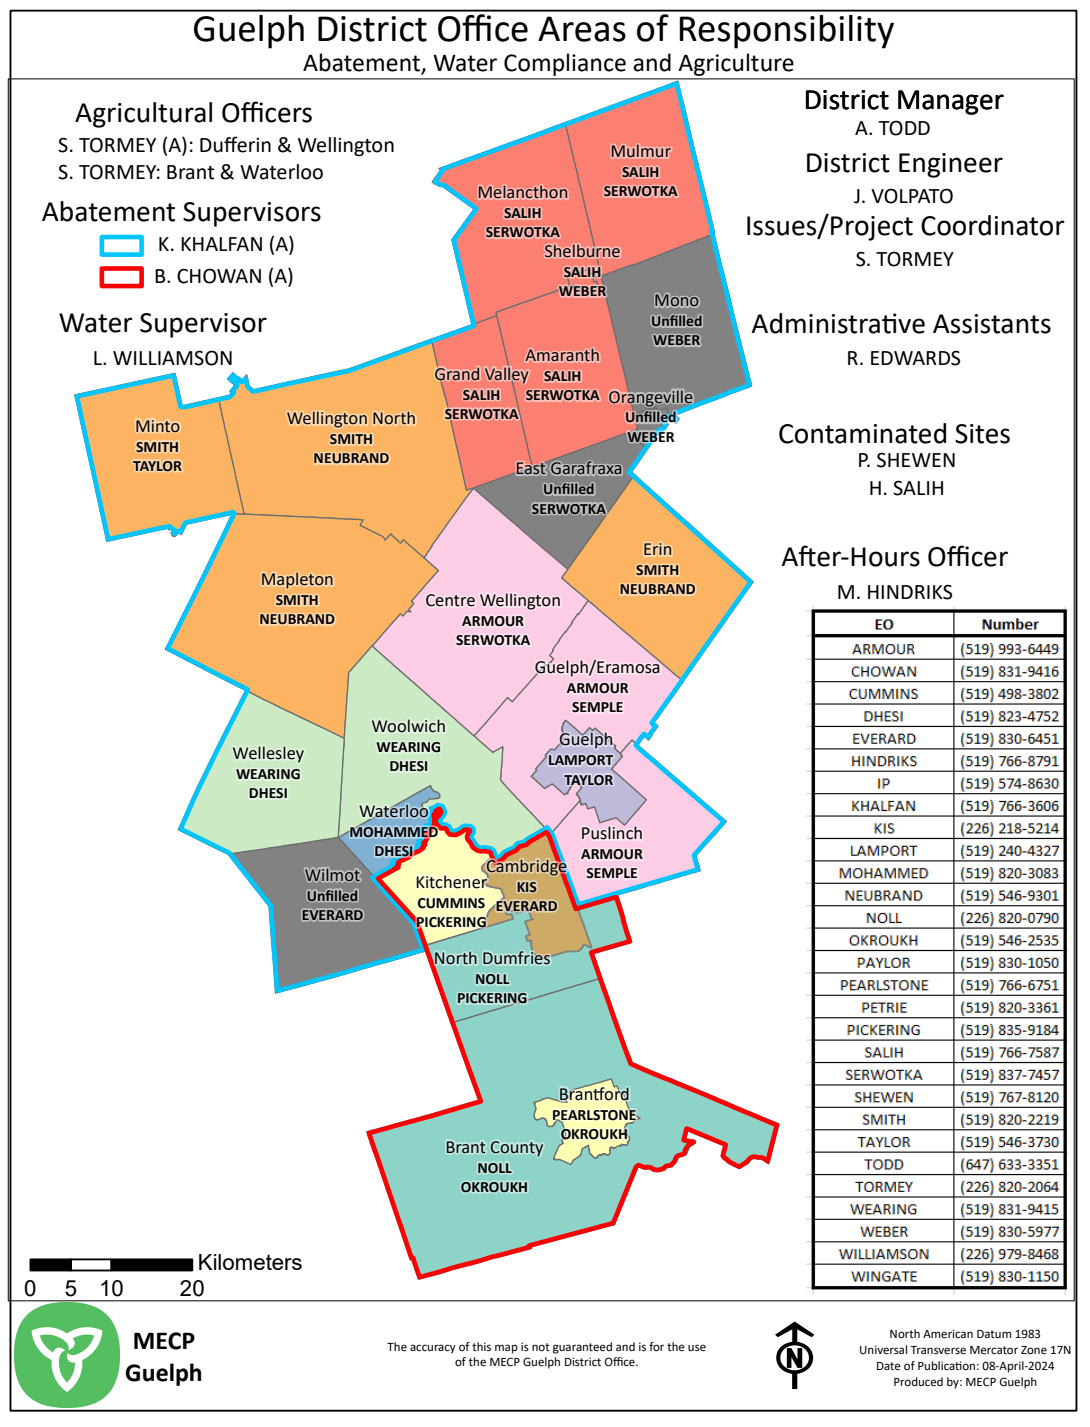 Guelph District Office Areas of Responsibility
Abatement, Water Compliance and Agriculture
Agricultural Officers
S. TORMEY (A): Dufferin & Wellington
S. TORMEY: Brant & Waterloo
Abatement Supervisors
K. KHALFAN (A)
B. CHOWAN (A)
Water Supervisor
L. WILLIAMSON
District Manager
A. TODD
District Engineer
J. VOLPATO
Issues/Project Coordinator
S. TORMEY
Administrative Assistants
R. EDWARDS
Contaminated Sites
P. SHEWEN
H. SALIH
After-Hours Officer
M. HINDRIKS
Mulmur
SALIH
SERWOTKA
Melancthon
SALIH
SERWOTKA
Shelburne
SALIH
WEBER
Mono
Unfilled
WEBER
Amaranth
SALIH
SERWOTKA
Grand Valley
SALIH
SERWOTKA
Orangeville
Unfilled
WEBER
East Garafraxa
Unfilled
SERWOTKA
Minto
SMITH
TAYLOR
Wellington North
SMITH
NEUBRAND
Mapleton
SMITH
NEUBRAND
Erin
SMITH
NEUBRAND
Centre Wellington
ARMOUR
SERWOTKA
Guelph/Eramosa
ARMOUR
SEMPLE
Guelph
LAMPORT
TAYLOR
Puslinch
ARMOUR
SEMPLE
Woolwich
WEARING
DHESI
Wellesley
WEARING
DHESI
Waterloo
MOHAMMED
DHESI
Wilmot
Unfilled
EVERARD
Kitchener
CUMMINS
PICKERING
Cambridge
KIS
EVERARD
North Dumfries
NOLL
PICKERING
Brantford
PEARLSTONE
OKROUKH
Brant County
NOLL
OKROUKH
EO Number
ARMOUR (519) 993-6449
CHOWAN (519) 831-9416
CUMMINS (519) 498-3802
DHESI (519) 823-4752
EVERARD (519) 830-6451
HINDRIKS (519) 766-8791
IP (519) 574-8630
KHALFAN (519) 766-3606
KIS (226) 218-5214
LAMPORT (519) 240-4327
MOHAMMED (519) 820-3083
NEUBRAND (519) 546-9301
NOLL (226) 820-0790
OKROUKH (519) 546-2535
PAYLOR (519) 830-1050
PEARLSTONE (519) 766-6751
PETRIE (519) 820-3361
PICKERING (519) 835-9184
SALIH (519) 766-7587
SERWOTKA (519) 837-7457
SHEWEN (519) 767-8120
SMITH (519) 820-2219
TAYLOR (519) 546-3730
TODD (647) 633-3351
TORMEY (226) 820-2064
WEARING (519) 831-9415
WEBER (519) 830-5977
WILLIAMSON (226) 979-8468
WINGATE (519) 830-1150
Kilometers
0 5 10 20
MECP
Guelph
The accuracy of this map is not guaranteed and is for the use
of the MECP Guelph District Office.
N
North American Datum 1983
Universal Transverse Mercator Zone 17N
Date of Publication: 08-April-2024
Produced by: MECP Guelph